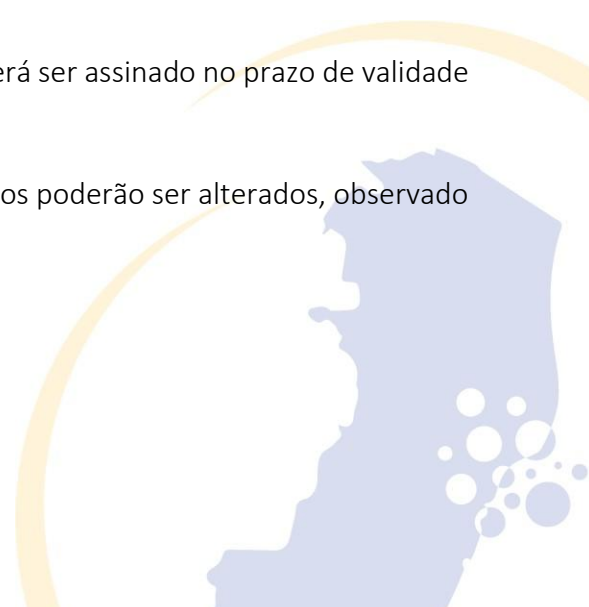 erá ser assinado no prazo de validade
os poderão ser alterados, observado